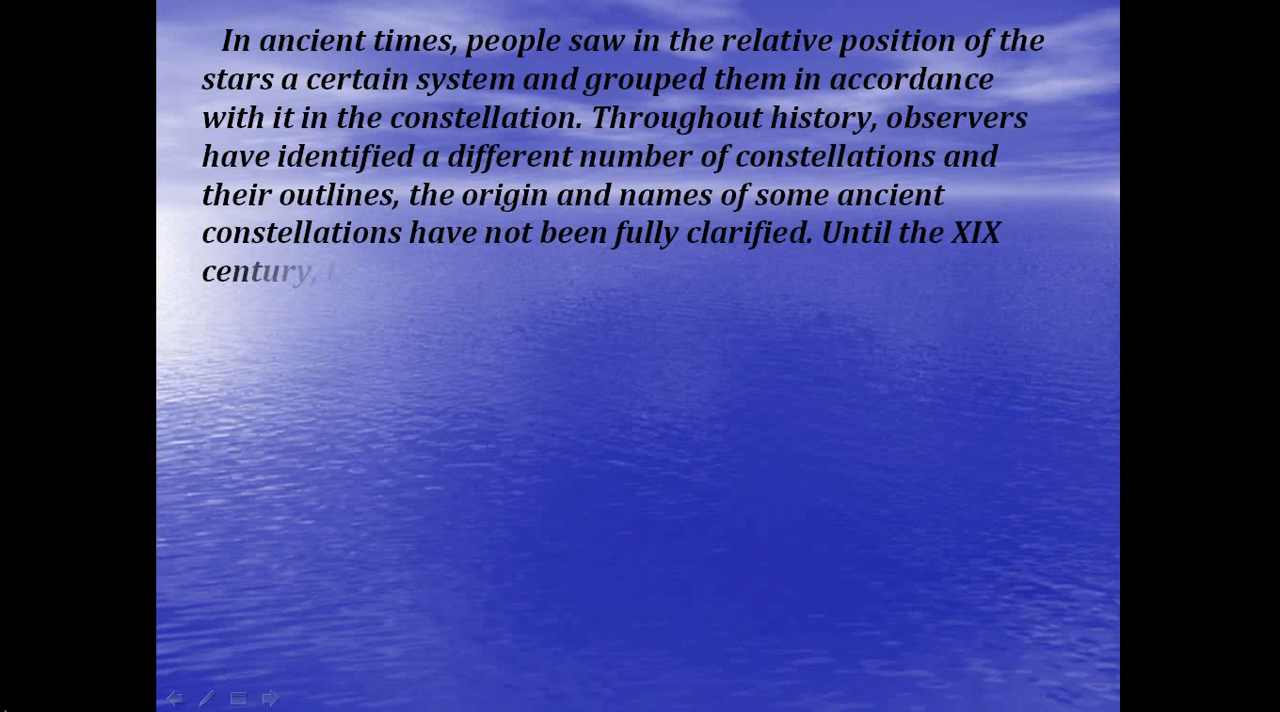 In ancient times, people saw in the relative position of the
stars a certain system and grouped them in accordance
with it in the constellation. Throughout history, observers
have identified a different number of constellations and
their outlines, the origin and names of some ancient
constellations have not been fully clarified. Until the XIX
century,